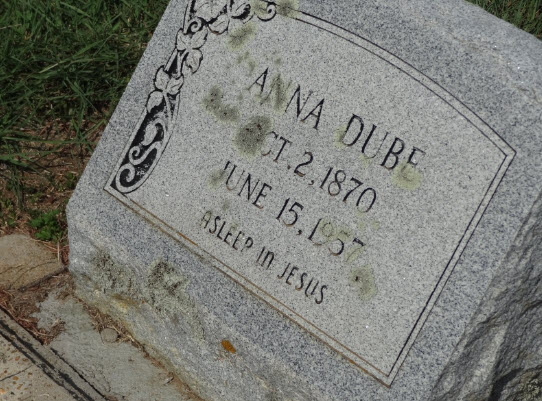 ANNA DUBE
OCT. 2, 1870
JUNE 15, 1957
ASLEEP IN JESUS